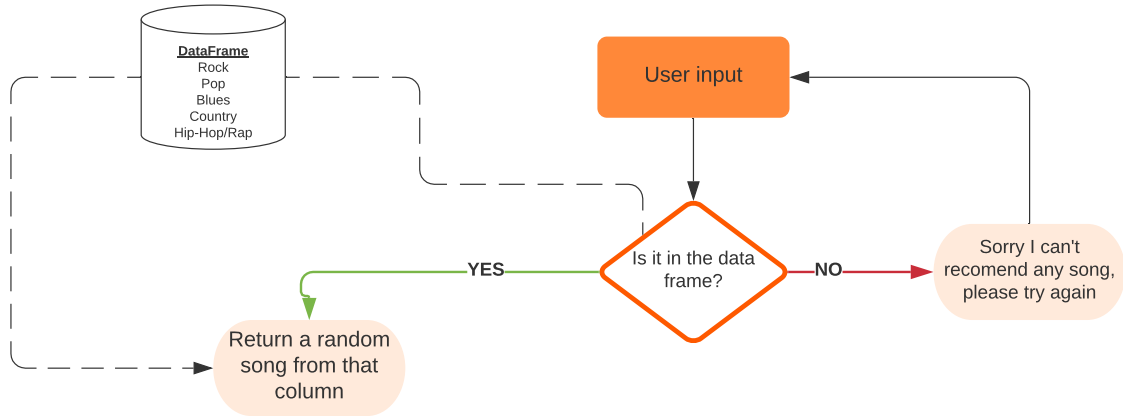 DataFrame
Rock
Pop
Blues
Country
Hip-Hop/Rap
User input
Is it in the data
frame?
YES
NO
Sorry I can't
recomend any song,
please try again
Return a random
song from that
column